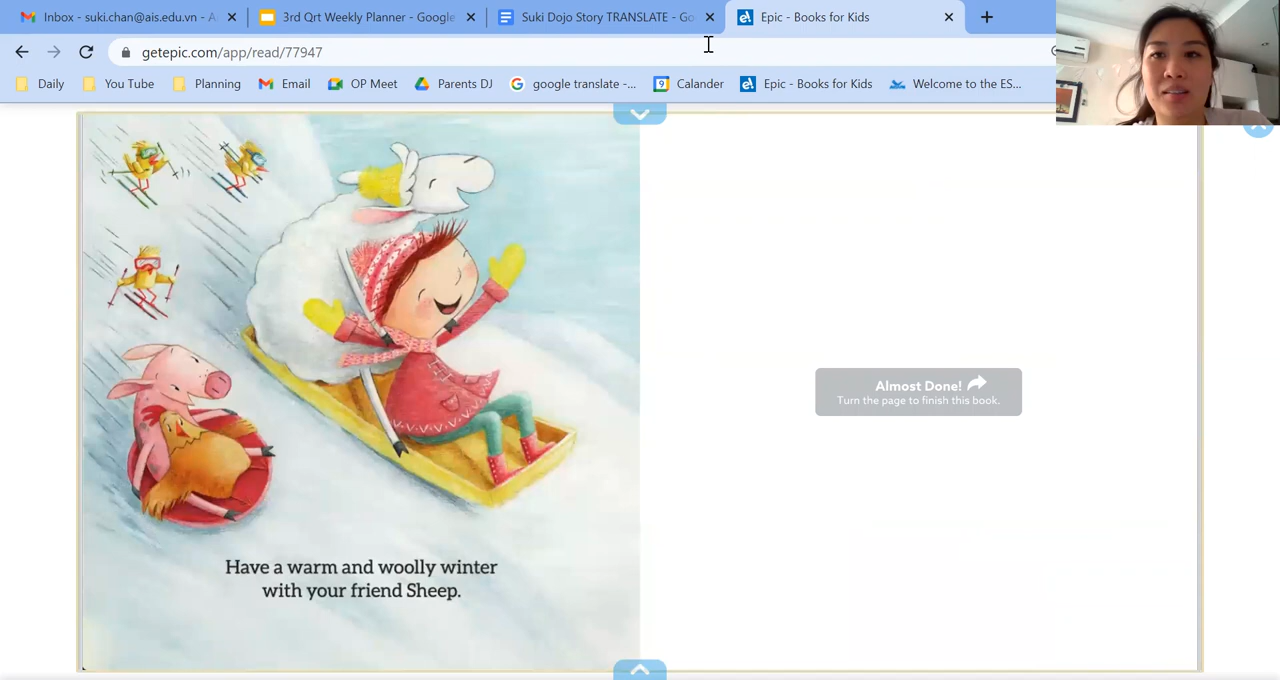 Inbox - suki.chan@ais.edu.vn - A
3rd Qrt Weekly Planner - Google
Suki Dojo Story TRANSLATE - Go
Epic - Books for Kids
getepic.com/app/read/77947
Daily
You Tube
Planning
Email
OP Meet
Parents DJ
google translate -...
9
Calander
Epic - Books for Kids
Welcome to the ES...
Almost Done!
Turn the page to finish this book.
Have a warm and woolly winter
with your friend Sheep.